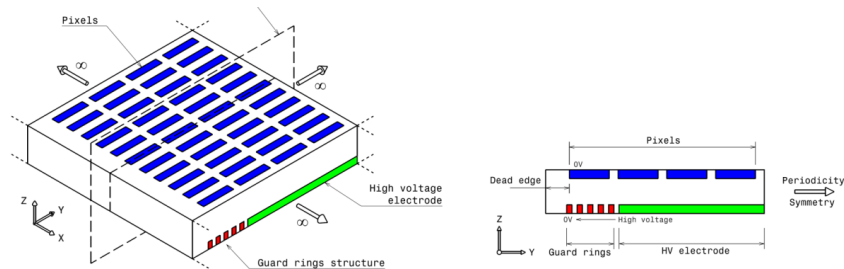 Pixels
∞
∞
High voltage
electrode
∞
Guard rings structure
Z
Y
X
Pixels
0V
Dead edge
Periodicity
Symmetry
0V
High voltage
Z
Y
Guard rings
HV electrode